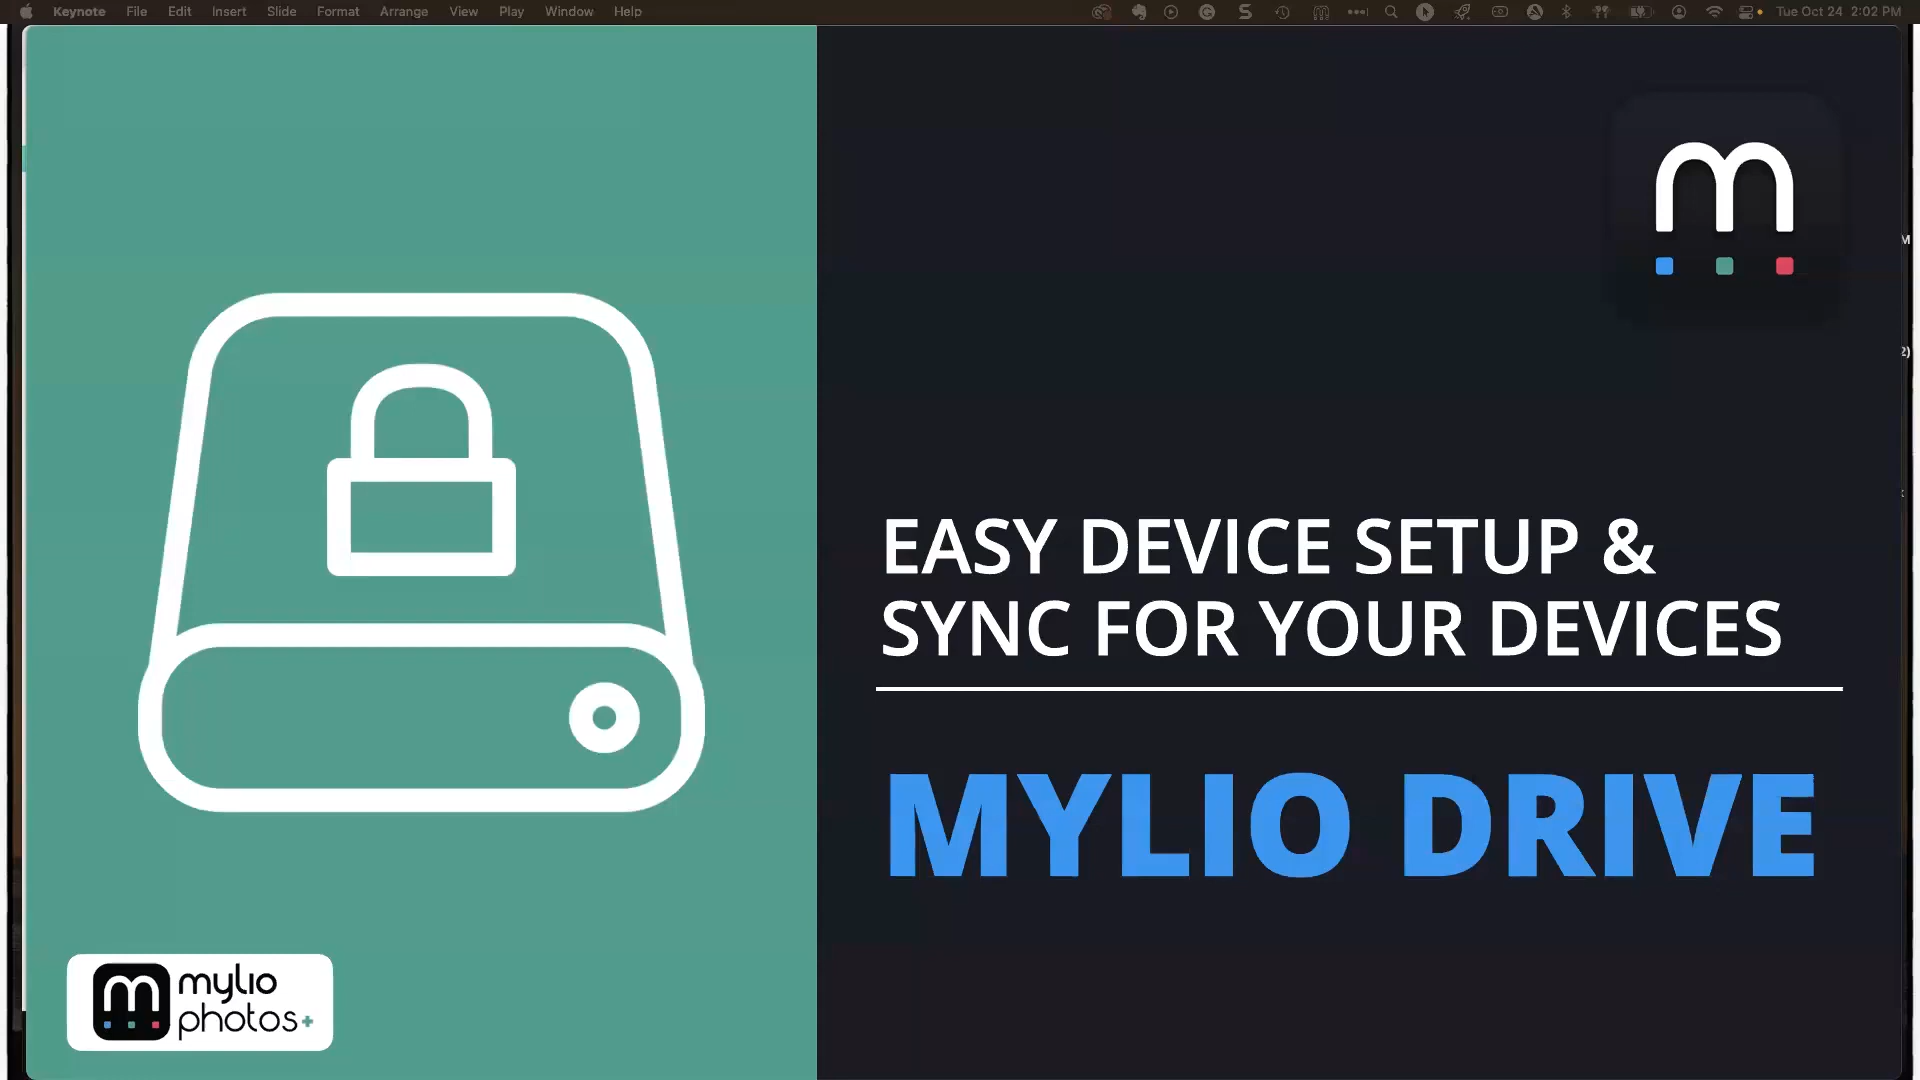 Keynote File Edit Insert Slide Format Arrange View Play Window Help Tue Oct 24 2:02 PM
m
EASY DEVICE SETUP &
SYNC FOR YOUR DEVICES
MYLIO DRIVE
m mylio
photos+